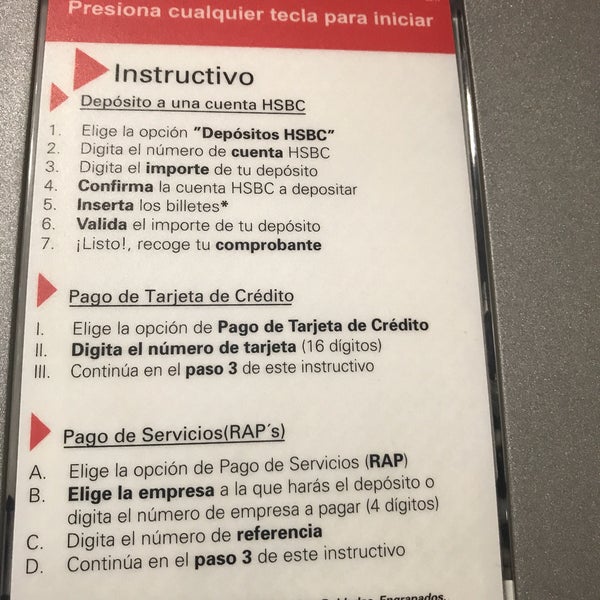 Presiona cualquier tecla para iniciar
Instructivo
Depósito a una cuenta HSBC
1. Elige la opción "Depósitos HSBC"
2. Digita el número de cuenta HSBC
3. Digita el importe de tu depósito
4. Confirma la cuenta HSBC a depositar
5. Inserta los billetes*
6. Valida el importe de tu depósito
7. ¡Listo!, recoge tu comprobante
Pago de Tarjeta de Crédito
I. Elige la opción de Pago de Tarjeta de Crédito
II. Digita el número de tarjeta (16 dígitos)
III. Continúa en el paso 3 de este instructivo
Pago de Servicios(RAP´s)
A. Elige la opción de Pago de Servicios (RAP)
B. Elige la empresa a la que harás el depósito o
digita el número de empresa a pagar (4 dígitos)
C. Digita el número de referencia
D. Continúa en el paso 3 de este instructivo
Engrapados,